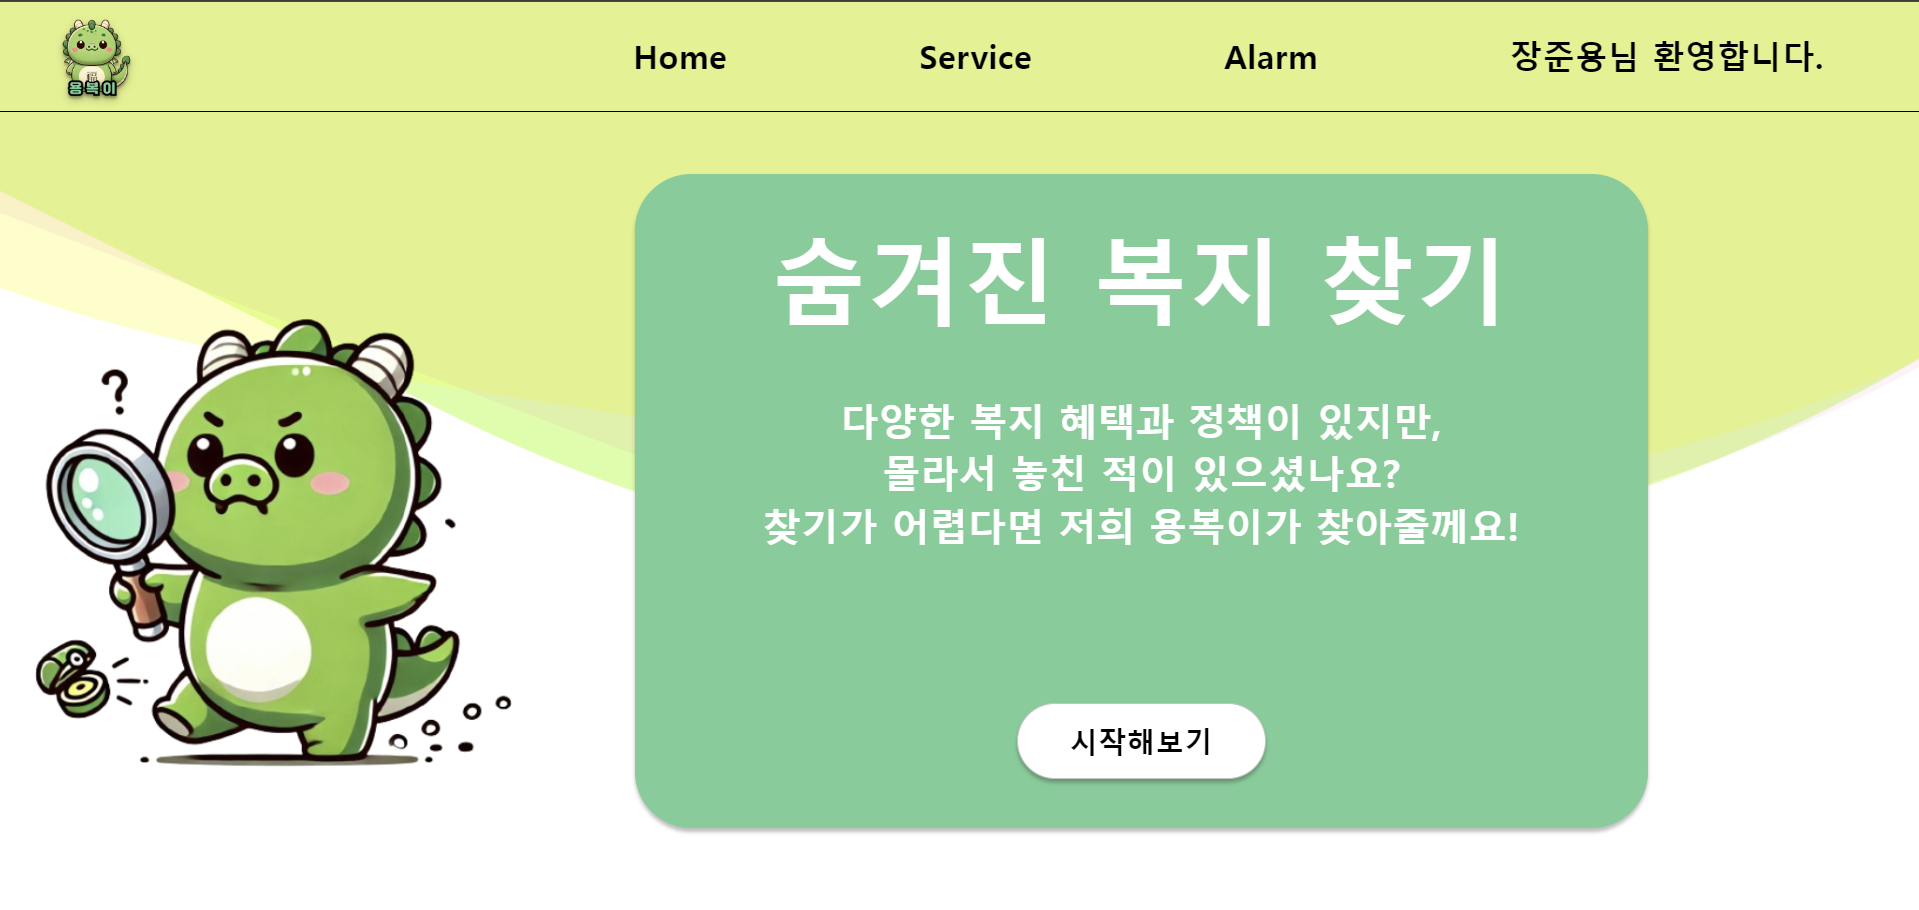 용복이
Home
Service
Alarm
장준용님 환영합니다.
숨겨진 복지 찾기
다양한 복지 혜택과 정책이 있지만,
몰라서 놓친 적이 있으셨나요?
찾기가 어렵다면 저희 용복이가 찾아줄께요!
?
시작해보기